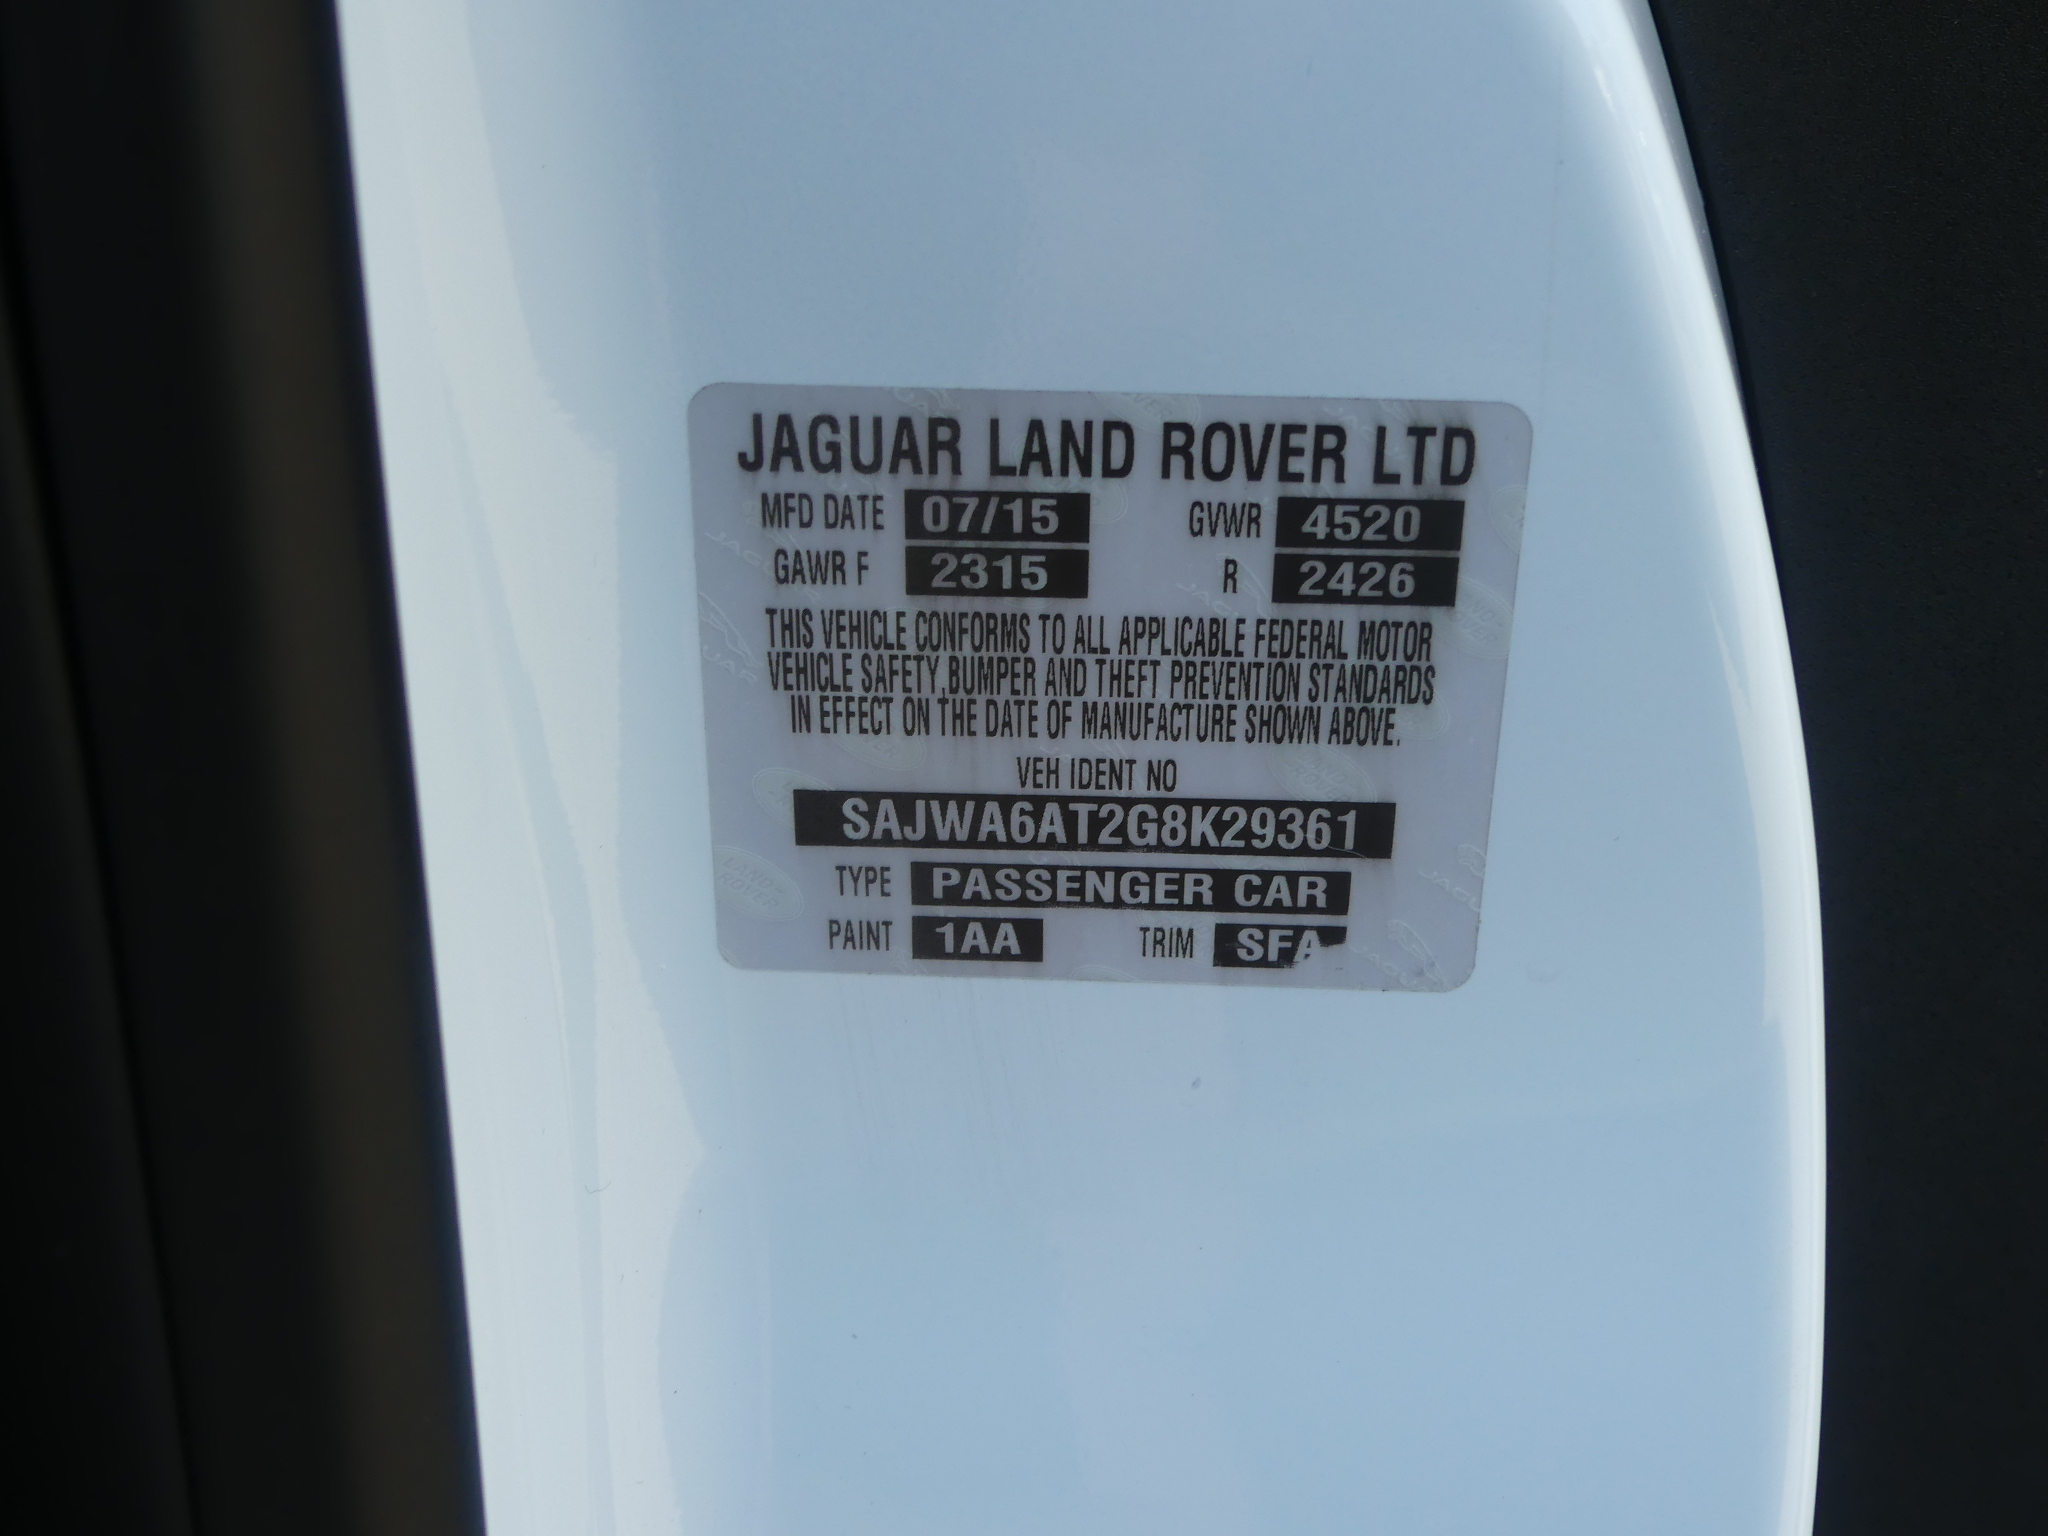 JAGUAR LAND ROVER LTD
MFD DATE 07/15 GVWR 4520
GAWR F 2315 R 2426
THIS VEHICLE CONFORMS TO ALL APPLICABLE FEDERAL MOTOR
VEHICLE SAFETY,BUMPER AND THEFT PREVENTION STANDARDS
IN EFFECT ON THE DATE OF MANUFACTURE SHOWN ABOVE.
VEH IDENT NO
SAJWA6AT2G8K29361
TYPE PASSENGER CAR
PAINT 1AA TRIM SFA